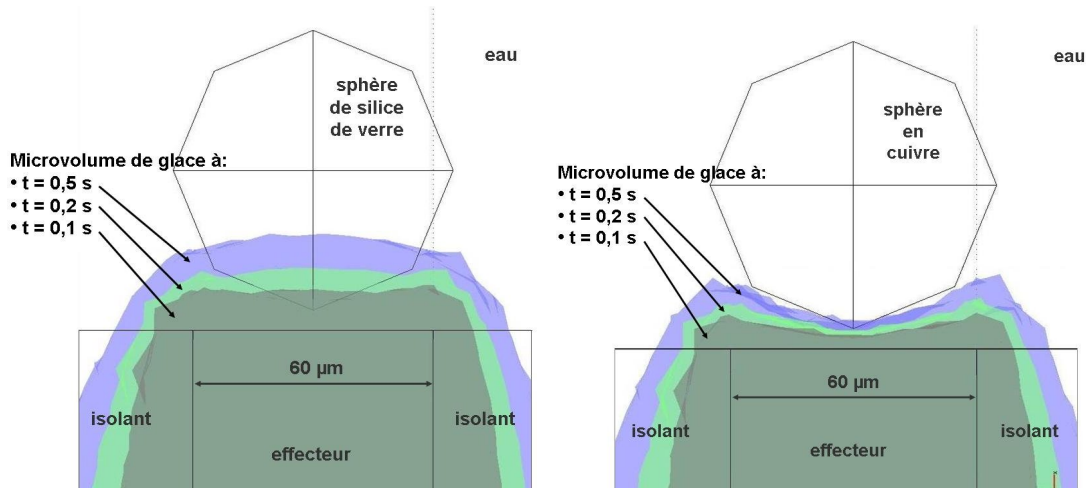 eau
sphère
de silice
de verre
Microvolume de glace à:
• t = 0,5 s
• t = 0,2 s
• t = 0,1 s
60 µm
isolant
isolant
effecteur
eau
sphère
en
cuivre
Microvolume de glace à:
• t = 0,5 s
• t = 0,2 s
• t = 0,1 s
60 µm
isolant
isolant
effecteur